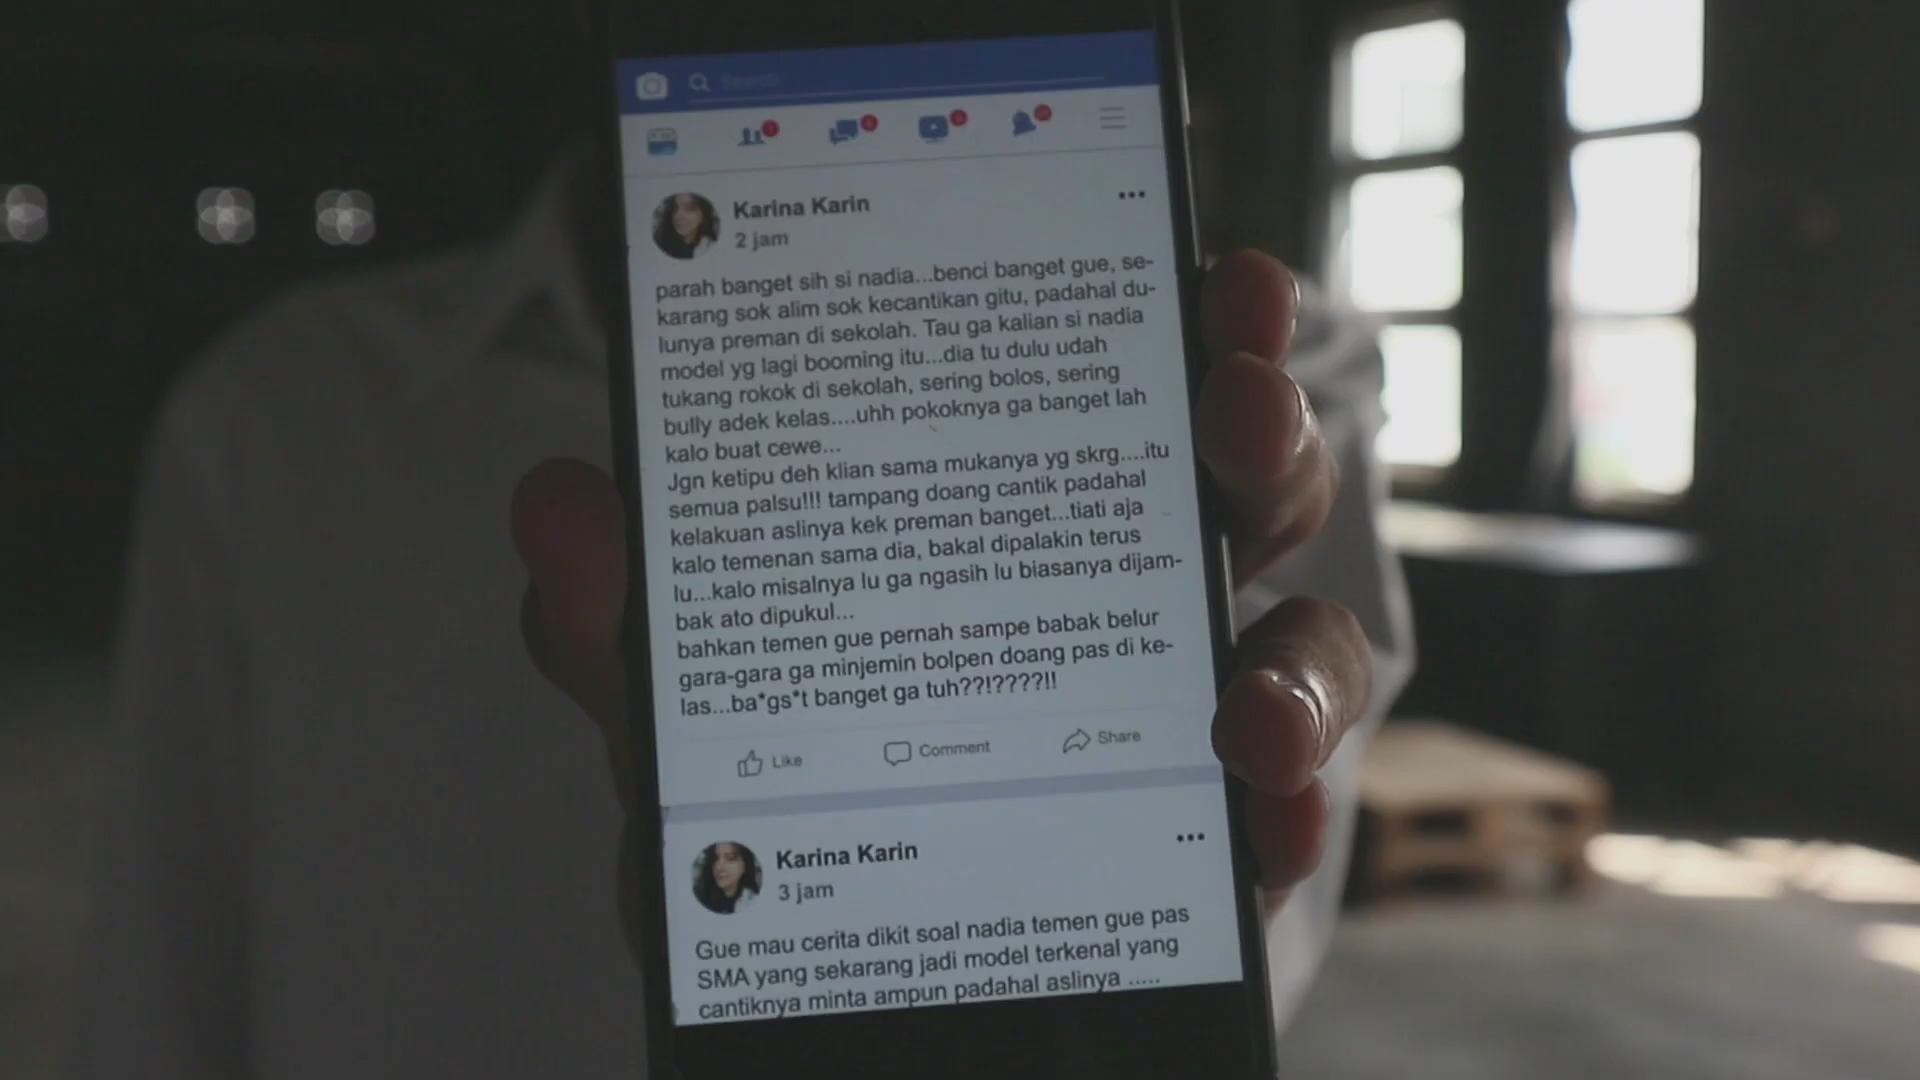 Search
Karina Karin
2 jam
parah banget sih si nadia...benci banget gue, se-
karang sok alim sok kecantikan gitu, padahal du-
lunya preman di sekolah. Tau ga kalian si nadia
model yg lagi booming itu...dia tu dulu udah
tukang rokok di sekolah, sering bolos, sering
bully adek kelas....uhh pokoknya ga banget lah
kalo buat cewe...
Jgn ketipu deh klian sama mukanya yg skrg....itu
semua palsu!!! tampang doang cantik padahal
kelakuan aslinya kek preman banget...tiati aja
kalo temenan sama dia, bakal dipalakin terus
lu...kalo misalnya lu ga ngasih lu biasanya dijam-
bak ato dipukul...
bahkan temen gue pernah sampe babak belur
gara-gara ga minjemin bolpen doang pas di ke-
las...ba*gs*t banget ga tuh??!????!!
Like
Comment
Share
Karina Karin
3 jam
Gue mau cerita dikit soal nadia temen gue pas
SMA yang sekarang jadi model terkenal yang
cantiknya minta ampun padahal aslinya .....